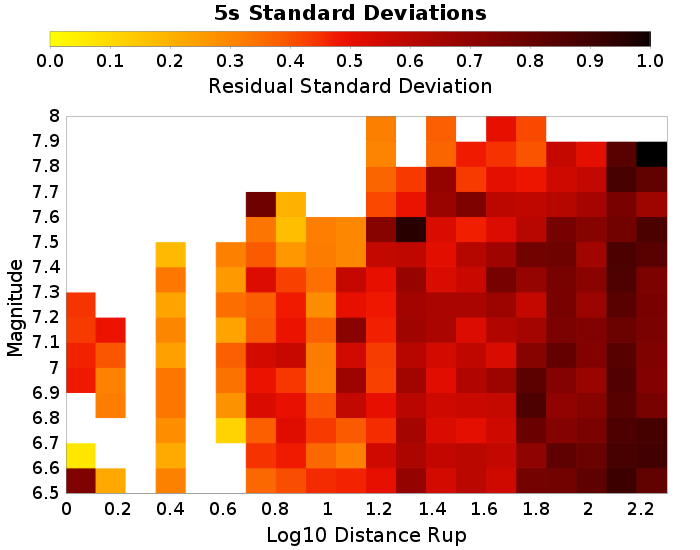 5s Standard Deviations
0.0 0.1 0.2 0.3 0.4 0.5 0.6 0.7 0.8 0.9 1.0
Residual Standard Deviation
8
7.9
7.8
7.7
7.6
7.5
7.4
7.3
7.2
7.1
7
6.9
6.8
6.7
6.6
6.5
Magnitude
0 0.2 0.4 0.6 0.8 1 1.2 1.4 1.6 1.8 2 2.2
Log10 Distance Rup